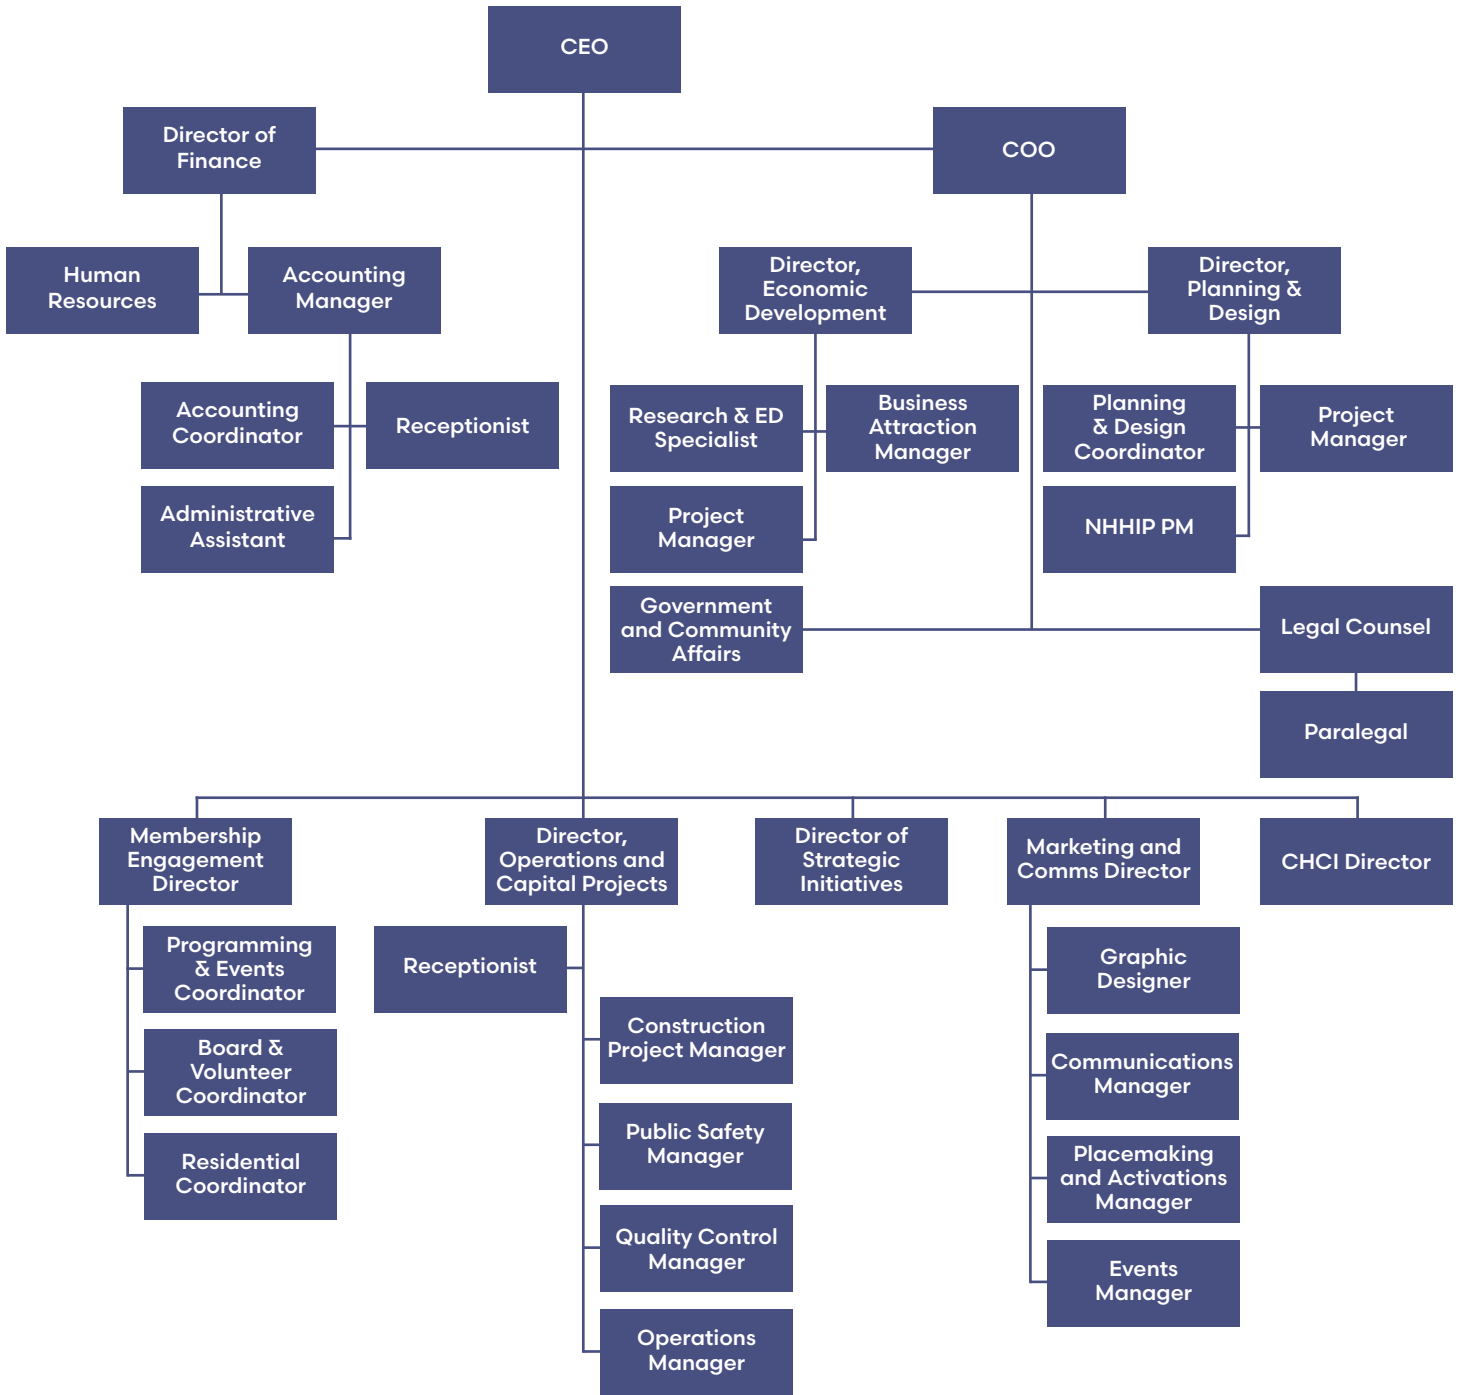 CEO
Director of
Finance
COO
Human
Resources
Accounting
Manager
Director,
Economic
Development
Director,
Planning &
Design
Accounting
Coordinator
Receptionist
Research & ED
Specialist
Business
Attraction
Manager
Planning
& Design
Coordinator
Project
Manager
Administrative
Assistant
Project
Manager
NHHIP PM
Government
and Community
Affairs
Legal Counsel
Paralegal
Membership
Engagement
Director
Director,
Operations and
Capital Projects
Director of
Strategic
Initiatives
Marketing and
Comms Director
CHCI Director
Programming
& Events
Coordinator
Board &
Volunteer
Coordinator
Residential
Coordinator
Receptionist
Construction
Project Manager
Public Safety
Manager
Quality Control
Manager
Operations
Manager
Graphic
Designer
Communications
Manager
Placemaking
and Activations
Manager
Events
Manager